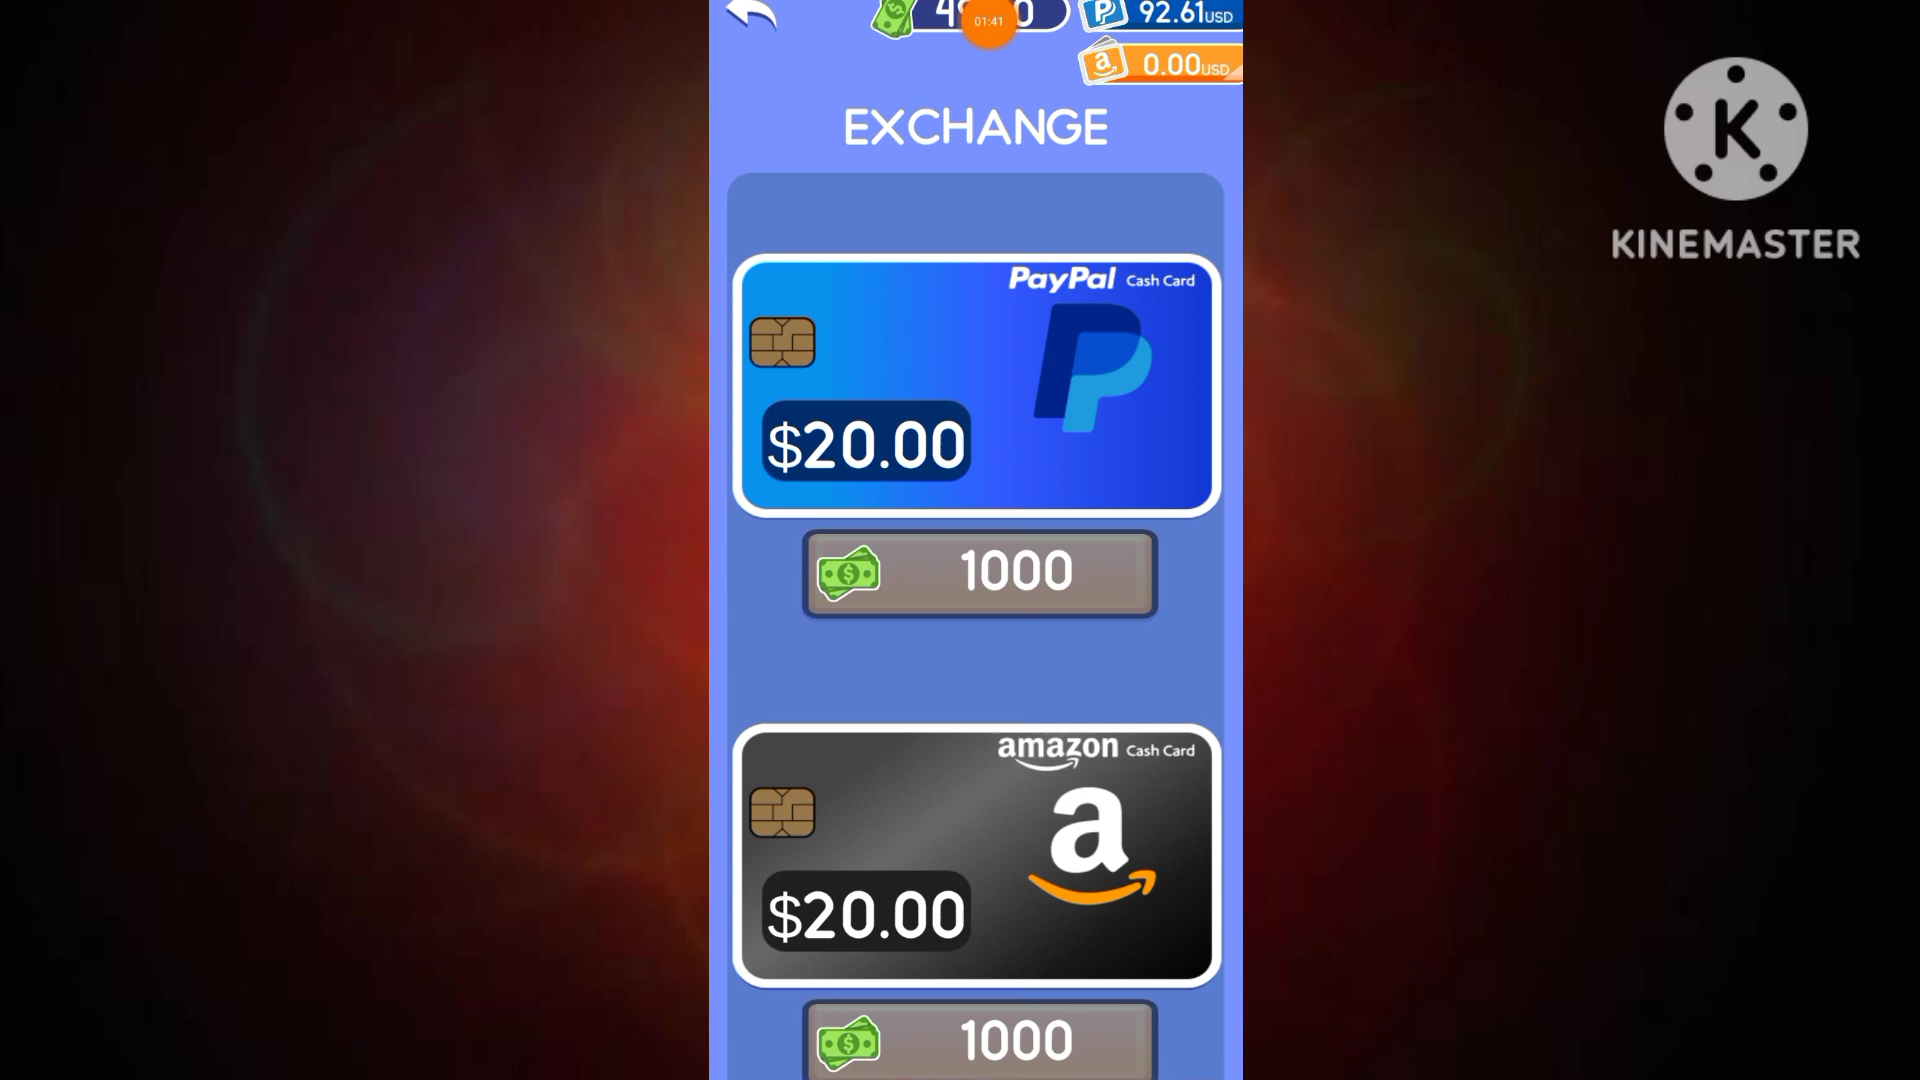 01:41
92.61USD
0.00USD
EXCHANGE
K
KINEMASTER
PayPal Cash Card
$20.00
1000
amazon Cash Card
a
$20.00
1000